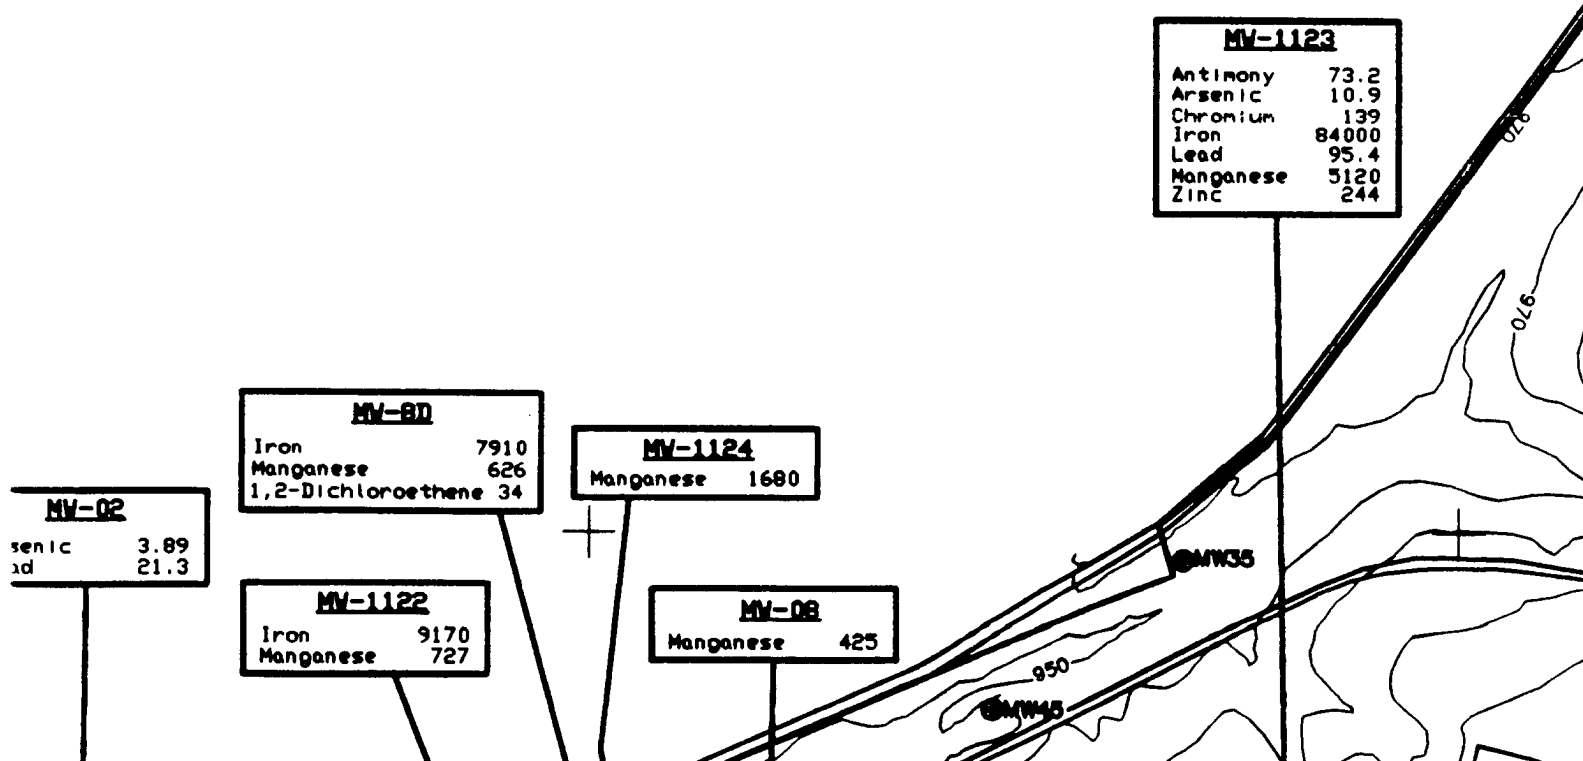 MW-1123
Antimony 73.2
Arsenic 10.9
Chromium 139
Iron 84000
Lead 95.4
Manganese 5120
Zinc 244
970
970
MW-8D
Iron 7910
Manganese 626
1,2-Dichloroethene 34
MW-1124
Manganese 1680
MW-02
senic 3.89
ad 21.3
MW35
MW-1122
Iron 9170
Manganese 727
MW-08
Manganese 425
950
MW45